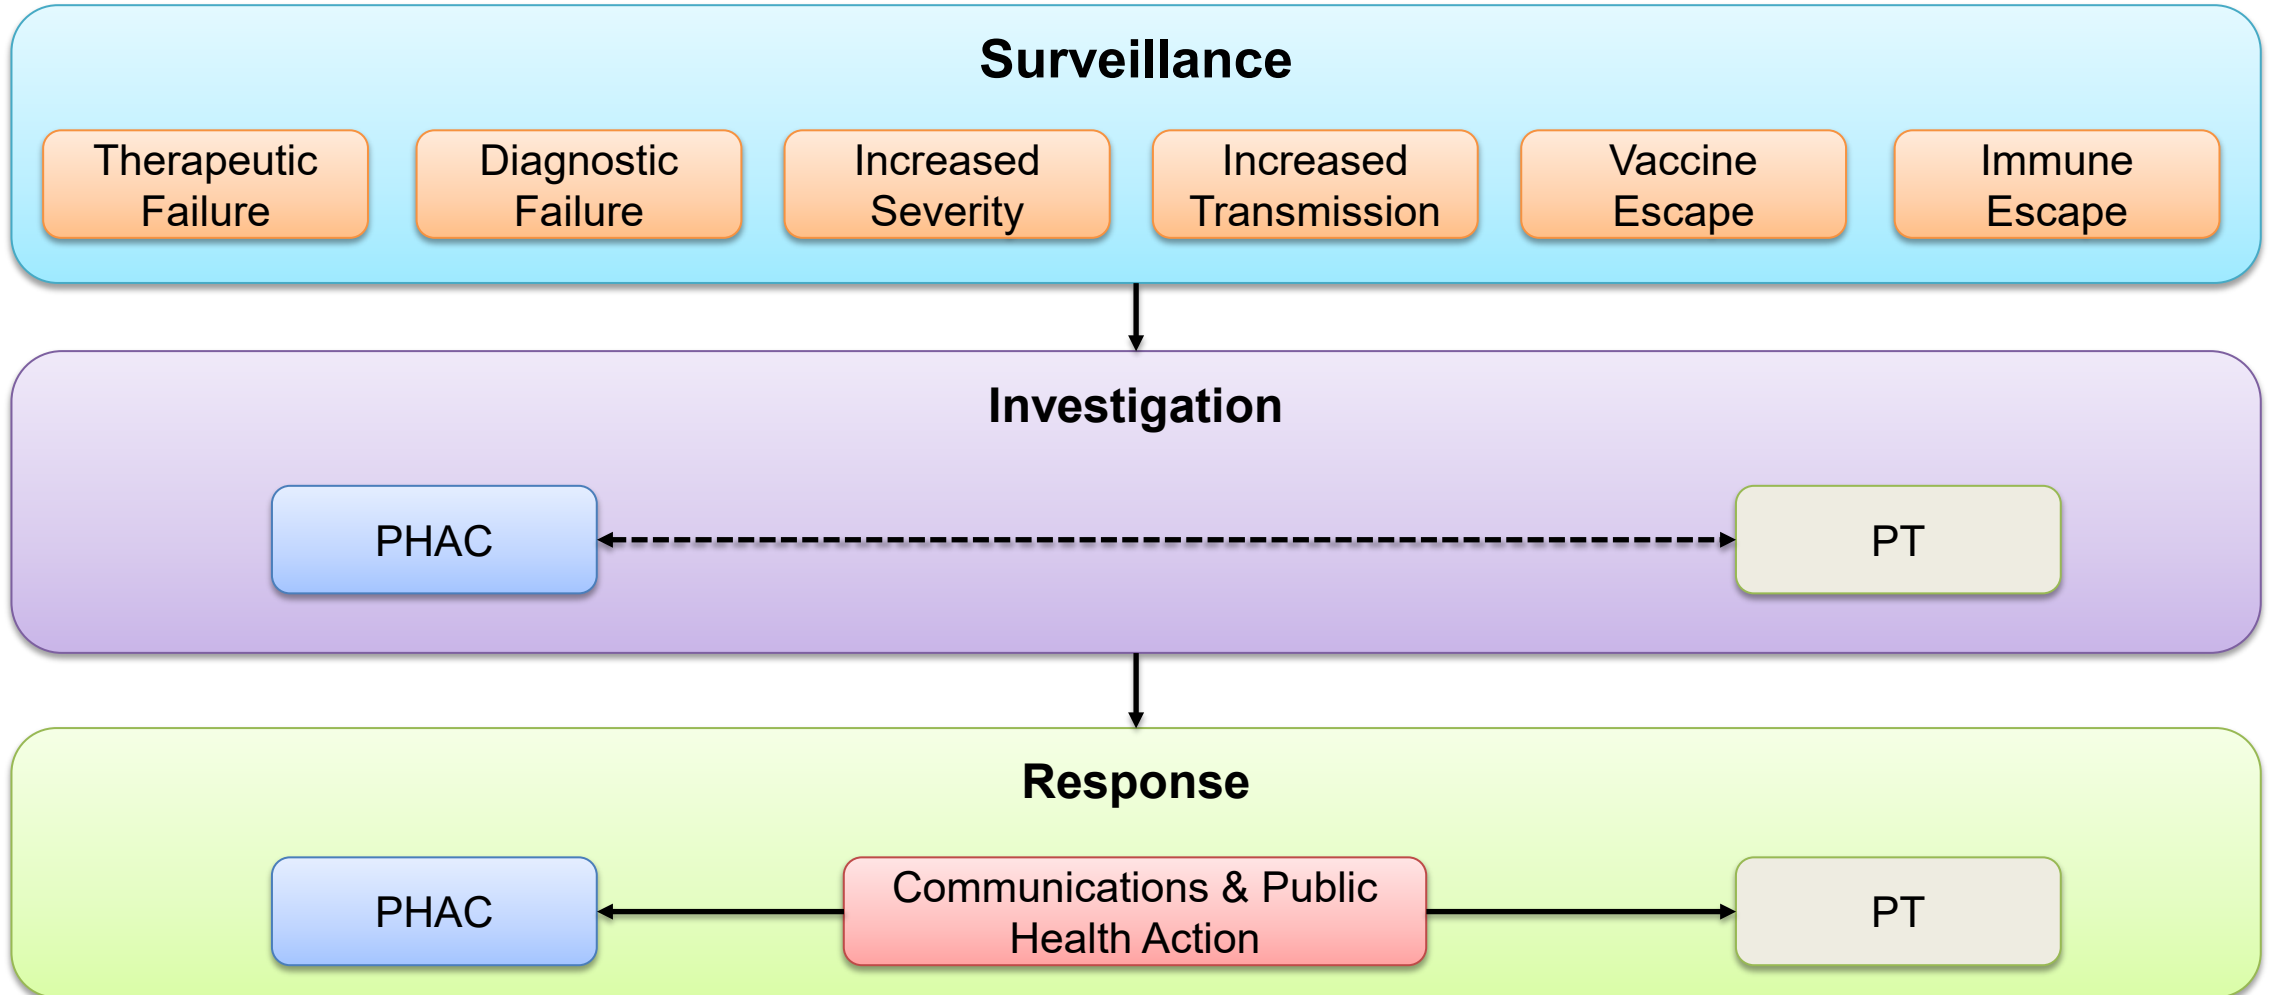 Surveillance
Therapeutic
Failure
Diagnostic
Failure
Increased
Severity
Increased
Transmission
Vaccine
Escape
Immune
Escape
Investigation
PHAC
PT
Response
PHAC
Communications & Public
Health Action
PT